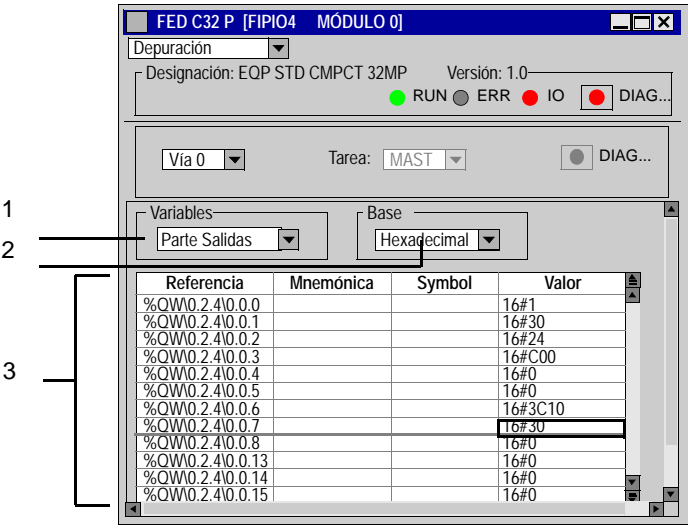 FED C32 P [FIPIO4 MÓDULO 0]
Depuración
Designación: EQP STD CMPCT 32MP Versión: 1.0
RUN ERR IO DIAG...
Vía 0 Tarea: MAST DIAG...
1
Variables Base
2
Parte Salidas Hexadecimal
3
Referencia Mnemónica Symbol Valor
%QW\0.2.4\0.0.0 16#1
%QW\0.2.4\0.0.1 16#30
%QW\0.2.4\0.0.2 16#24
%QW\0.2.4\0.0.3 16#C00
%QW\0.2.4\0.0.4 16#0
%QW\0.2.4\0.0.5 16#0
%QW\0.2.4\0.0.6 16#3C10
%QW\0.2.4\0.0.7 16#30
%QW\0.2.4\0.0.8 16#0
%QW\0.2.4\0.0.13 16#0
%QW\0.2.4\0.0.14 16#0
%QW\0.2.4\0.0.15 16#0